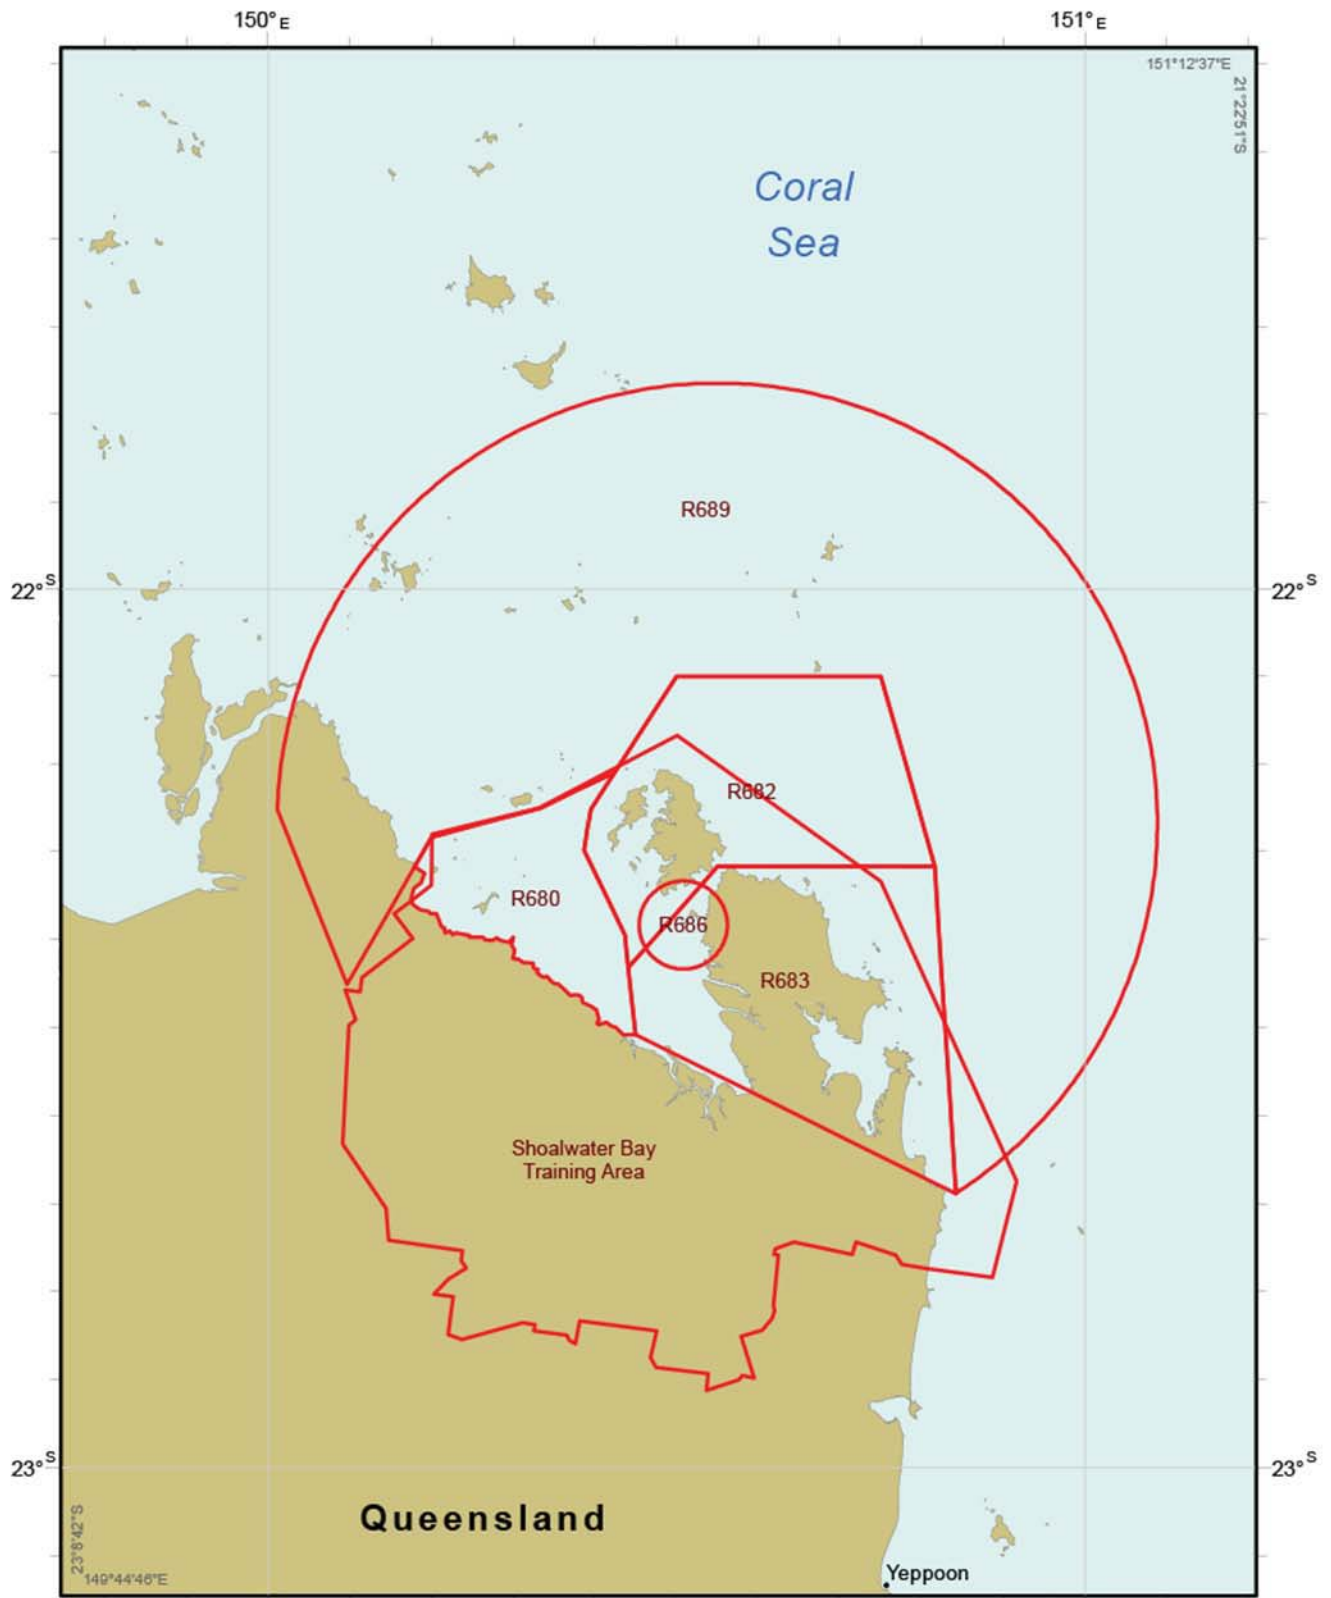 150°E
151°E
151°12'37"E
21°22'51"S
Coral
Sea
R689
22°S
22°S
R682
R680
R686
R683
Shoalwater Bay
Training Area
23°S
23°S
Queensland
23°8'42"S
149°44'46"E
Yeppoon